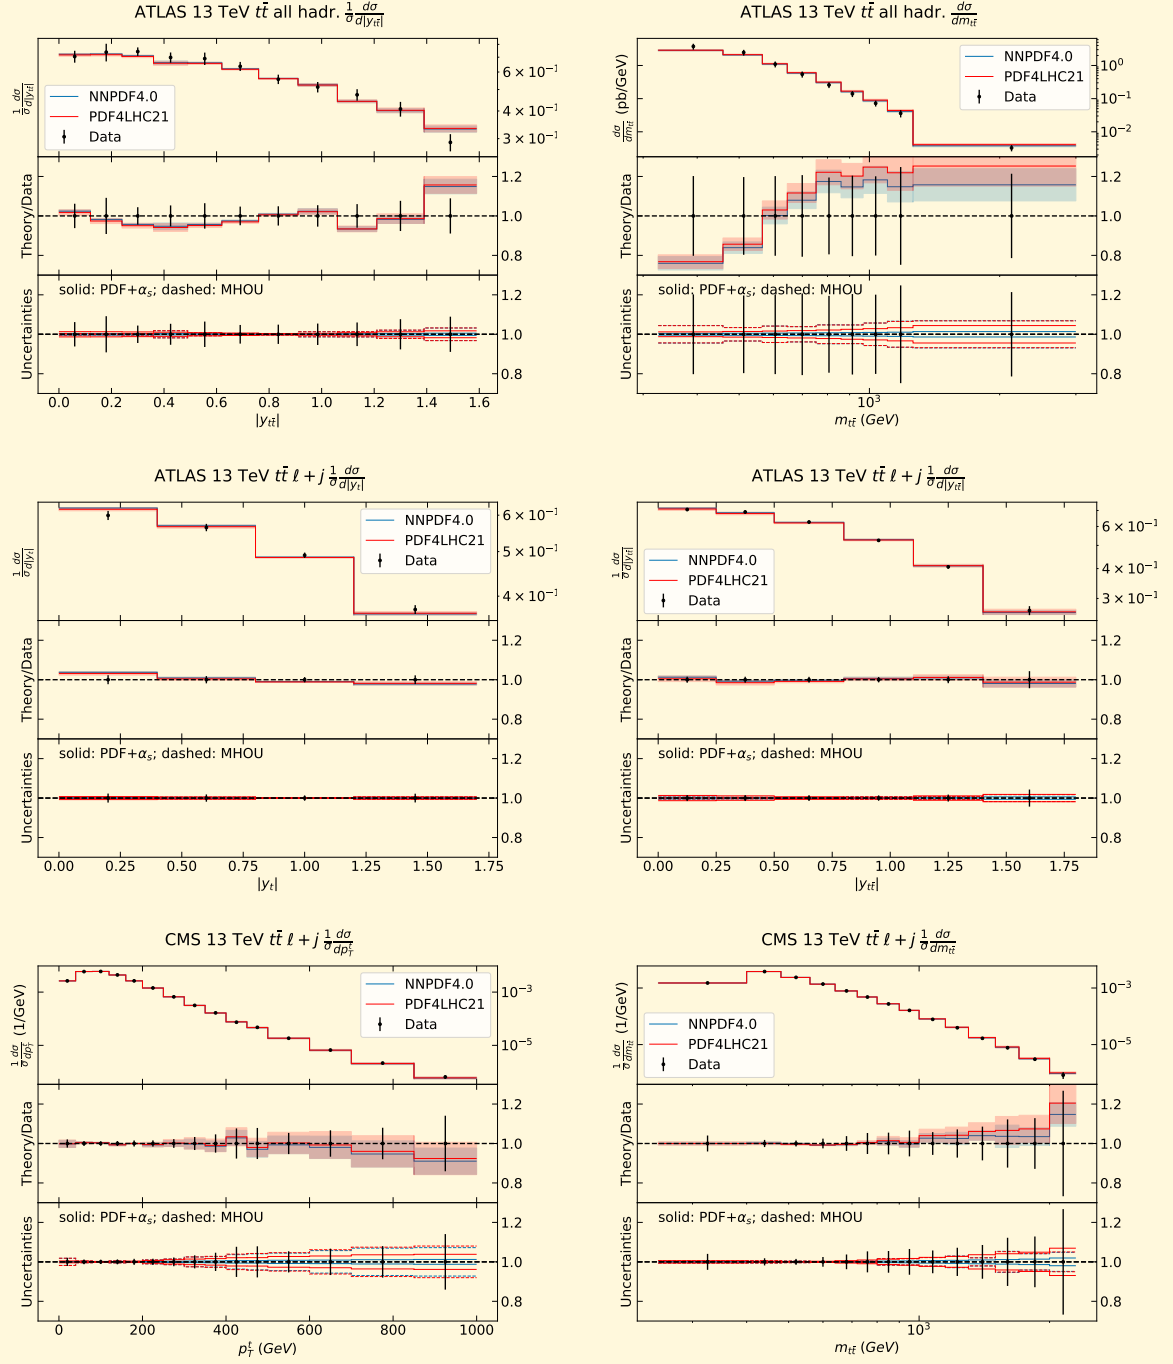 ATLAS 13 TeV tt̄ all hadr. 1/σ dσ/d|y_tt̄|
1/σ dσ/d|y_tt̄|
6 × 10⁻¹
4 × 10⁻¹
3 × 10⁻¹
NNPDF4.0
PDF4LHC21
Data
Theory/Data
1.2
1.0
0.8
Uncertainties
solid: PDF+α_s; dashed: MHOU
1.2
1.0
0.8
0.0 0.2 0.4 0.6 0.8 1.0 1.2 1.4 1.6
|y_tt̄|
ATLAS 13 TeV tt̄ all hadr. dσ/dm_tt̄
dσ/dm_tt̄ (pb/GeV)
10⁰
10⁻¹
10⁻²
NNPDF4.0
PDF4LHC21
Data
Theory/Data
1.2
1.0
0.8
Uncertainties
solid: PDF+α_s; dashed: MHOU
1.2
1.0
0.8
10³
m_tt̄ (GeV)
ATLAS 13 TeV tt̄ ℓ + j 1/σ dσ/d|y_t|
1/σ dσ/d|y_t|
6 × 10⁻¹
5 × 10⁻¹
4 × 10⁻¹
NNPDF4.0
PDF4LHC21
Data
Theory/Data
1.2
1.0
0.8
Uncertainties
solid: PDF+α_s; dashed: MHOU
1.2
1.0
0.8
0.00 0.25 0.50 0.75 1.00 1.25 1.50 1.75
|y_t|
ATLAS 13 TeV tt̄ ℓ + j 1/σ dσ/d|y_tt̄|
1/σ dσ/d|y_tt̄|
6 × 10⁻¹
4 × 10⁻¹
3 × 10⁻¹
NNPDF4.0
PDF4LHC21
Data
Theory/Data
1.2
1.0
0.8
Uncertainties
solid: PDF+α_s; dashed: MHOU
1.2
1.0
0.8
0.00 0.25 0.50 0.75 1.00 1.25 1.50 1.75
|y_tt̄|
CMS 13 TeV tt̄ ℓ + j 1/σ dσ/dp_T^t
1/σ dσ/dp_T^t (1/GeV)
10⁻³
10⁻⁵
NNPDF4.0
PDF4LHC21
Data
Theory/Data
1.2
1.0
0.8
Uncertainties
solid: PDF+α_s; dashed: MHOU
1.2
1.0
0.8
0 200 400 600 800 1000
p_T^t (GeV)
CMS 13 TeV tt̄ ℓ + j 1/σ dσ/dm_tt̄
1/σ dσ/dm_tt̄ (1/GeV)
10⁻³
10⁻⁵
NNPDF4.0
PDF4LHC21
Data
Theory/Data
1.2
1.0
0.8
Uncertainties
solid: PDF+α_s; dashed: MHOU
1.2
1.0
0.8
10³
m_tt̄ (GeV)